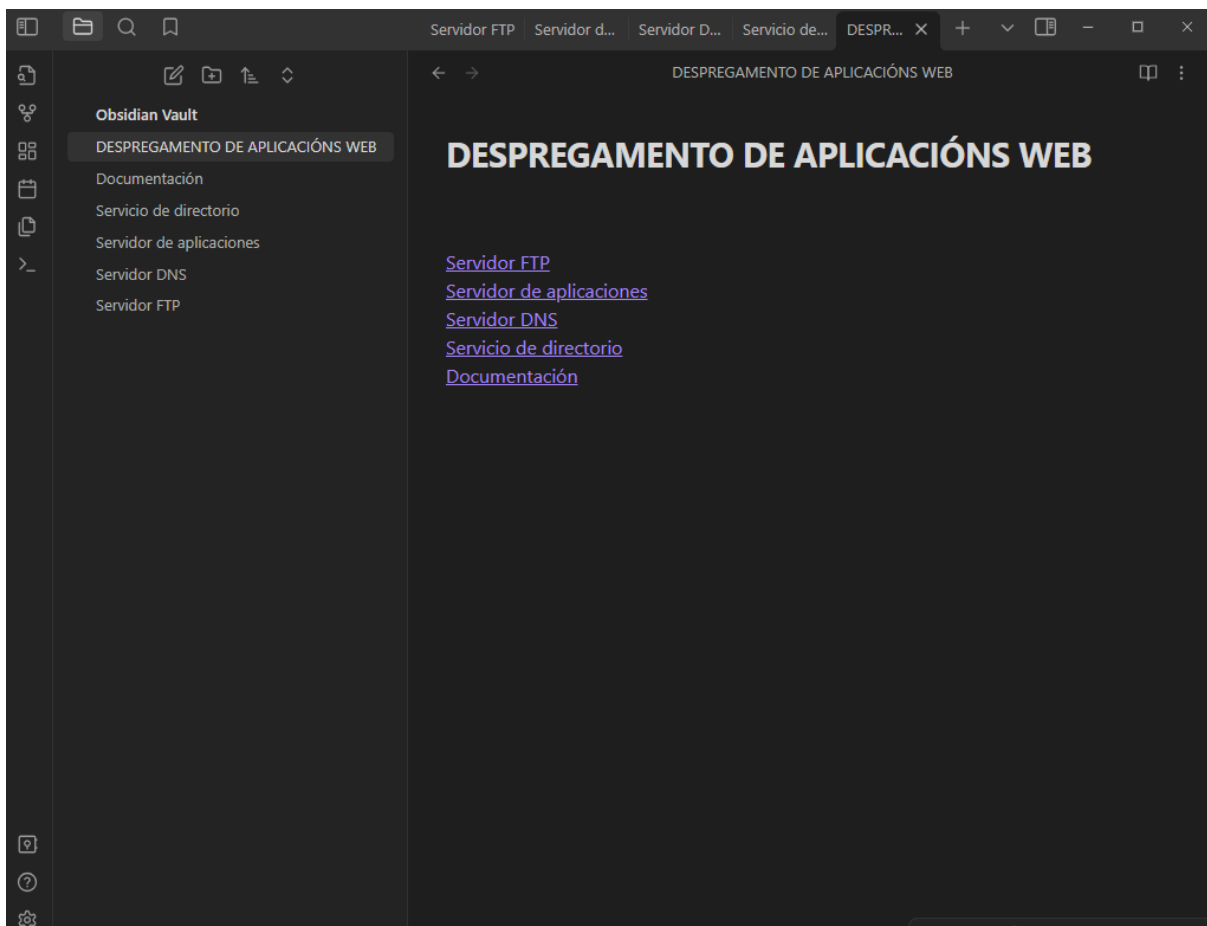 Servidor FTP
Servidor d...
Servidor D...
Servicio de...
DESPR...
DESPREGAMENTO DE APLICACIÓNS WEB
Obsidian Vault
DESPREGAMENTO DE APLICACIÓNS WEB
Documentación
Servicio de directorio
Servidor de aplicaciones
Servidor DNS
Servidor FTP
DESPREGAMENTO DE APLICACIÓNS WEB
Servidor FTP
Servidor de aplicaciones
Servidor DNS
Servicio de directorio
Documentación